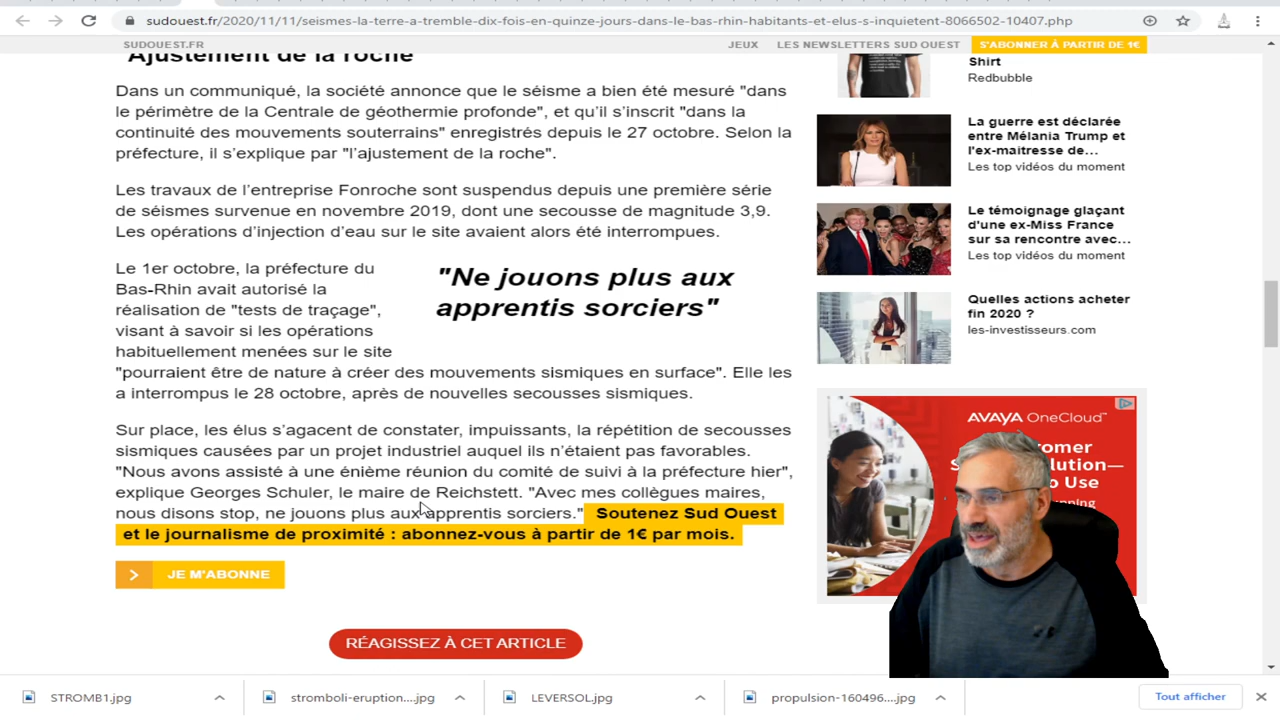 sudouest.fr/2020/11/11/seismes-la-terre-a-tremble-dix-fois-en-quinze-jours-dans-le-bas-rhin-habitants-et-elus-s-inquietent-8066502-10407.php
SUDOUEST.FR
JEUX
LES NEWSLETTERS SUD OUEST
S'ABONNER À PARTIR DE 1€
Ajustement de la roche
Dans un communiqué, la société annonce que le séisme a bien été mesuré "dans
le périmètre de la Centrale de géothermie profonde", et qu’il s’inscrit "dans la
continuité des mouvements souterrains" enregistrés depuis le 27 octobre. Selon la
préfecture, il s’explique par "l’ajustement de la roche".
Les travaux de l’entreprise Fonroche sont suspendus depuis une première série
de séismes survenue en novembre 2019, dont une secousse de magnitude 3,9.
Les opérations d’injection d’eau sur le site avaient alors été interrompues.
Le 1er octobre, la préfecture du
Bas-Rhin avait autorisé la
réalisation de "tests de traçage",
visant à savoir si les opérations
habituellement menées sur le site
"Ne jouons plus aux
apprentis sorciers"
"pourraient être de nature à créer des mouvements sismiques en surface". Elle les
a interrompus le 28 octobre, après de nouvelles secousses sismiques.
Sur place, les élus s’agacent de constater, impuissants, la répétition de secousses
sismiques causées par un projet industriel auquel ils n’étaient pas favorables.
"Nous avons assisté à une énième réunion du comité de suivi à la préfecture hier",
explique Georges Schuler, le maire de Reichstett. "Avec mes collègues maires,
nous disons stop, ne jouons plus aux apprentis sorciers." Soutenez Sud Ouest
et le journalisme de proximité : abonnez-vous à partir de 1€ par mois.
JE M'ABONNE
RÉAGISSEZ À CET ARTICLE
Shirt
Redbubble
La guerre est déclarée
entre Mélania Trump et
l'ex-maitresse de...
Les top vidéos du moment
Le témoignage glaçant
d'une ex-Miss France
sur sa rencontre avec...
Les top vidéos du moment
Quelles actions acheter
fin 2020 ?
les-investisseurs.com
AVAYA OneCloud™
to Use
STROMB1.jpg
stromboli-eruption....jpg
LEVERSOL.jpg
propulsion-160496....jpg
Tout afficher